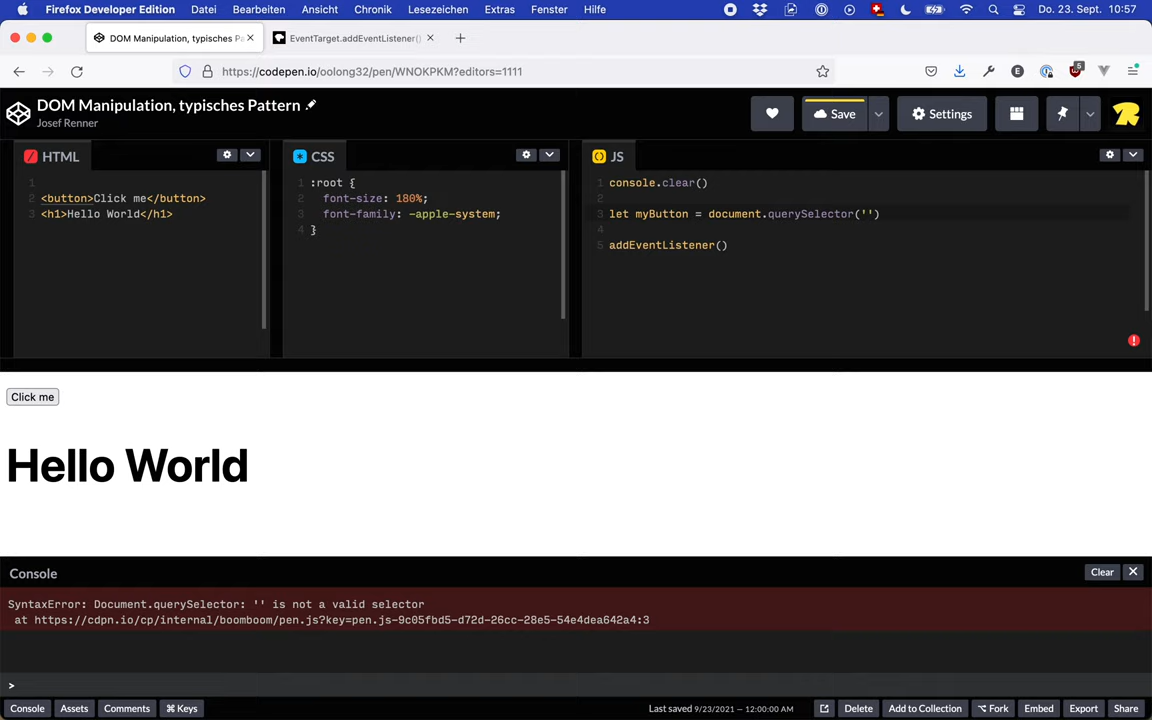 Firefox Developer Edition Datei Bearbeiten Ansicht Chronik Lesezeichen Extras Fenster Hilfe Do. 23. Sept. 10:57
DOM Manipulation, typisches Pa
EventTarget.addEventListener()
https://codepen.io/oolong32/pen/WNOKPKM?editors=1111
5
DOM Manipulation, typisches Pattern
Josef Renner
Save
Settings
HTML
CSS
JS
1
2 <button>Click me</button>
3 <h1>Hello World</h1>
1 :root {
2 font-size: 180%;
3 font-family: -apple-system;
4 }
1 console.clear()
2
3 let myButton = document.querySelector('')
4
5 addEventListener()
Click me
Hello World
Console
Clear
SyntaxError: Document.querySelector: '' is not a valid selector
at https://cdpn.io/cp/internal/boomboom/pen.js?key=pen.js-9c05fbd5-d72d-26cc-28e5-54e4dea642a4:3
>
Console Assets Comments ⌘ Keys Last saved 9/23/2021 — 12:00:00 AM Delete Add to Collection ⌥ Fork Embed Export Share